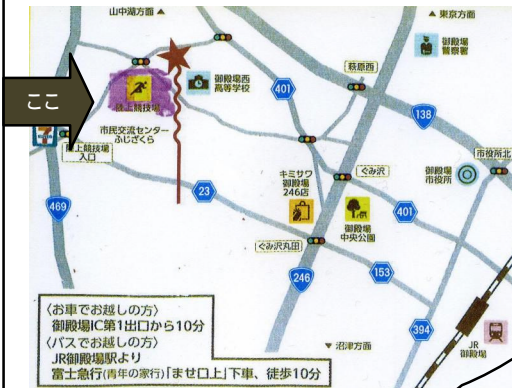 山中湖方面▲
▲東京方面
御殿場
警察署
萩原西
ここ
陸上競技場
御殿場西
高等学校
401
138
市民交流センター
ふじざくら
陸上競技場
入口
市役所北
キミサワ
御殿場
246店
ぐみ沢
御殿場
市役所
23
469
御殿場
中央公園
401
ぐみ沢丸田
246
153
394
▼沼津方面
JR
御殿場
〈お車でお越しの方〉
御殿場IC第1出口から10分
〈バスでお越しの方〉
JR御殿場駅より
富士急行(青年の家行)「ませ口上」下車、徒歩10分